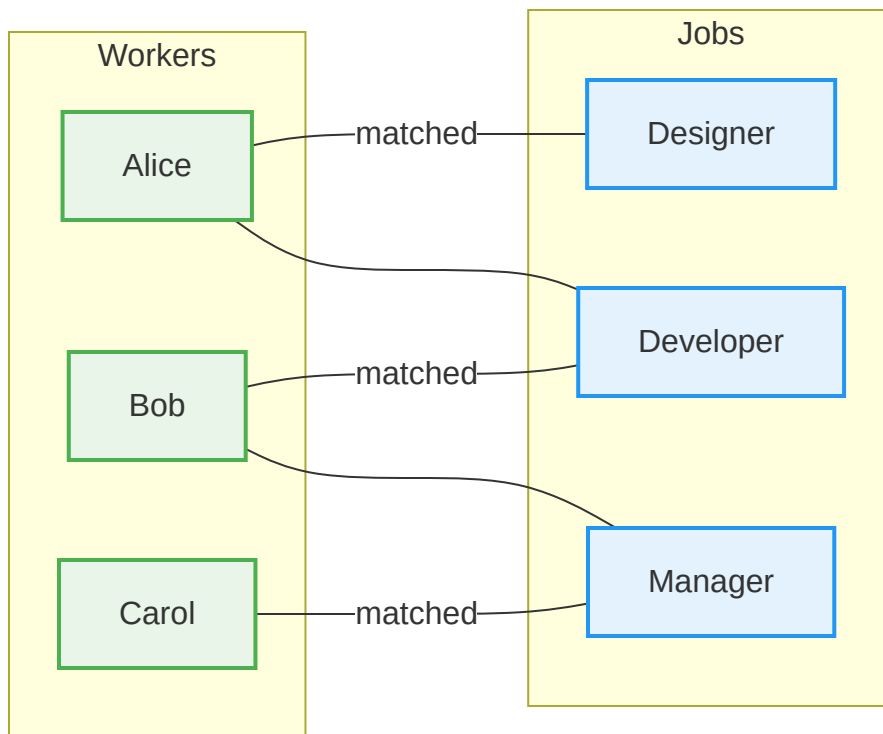 Workers
Jobs
Alice
matched
Designer
Bob
matched
Developer
Carol
matched
Manager